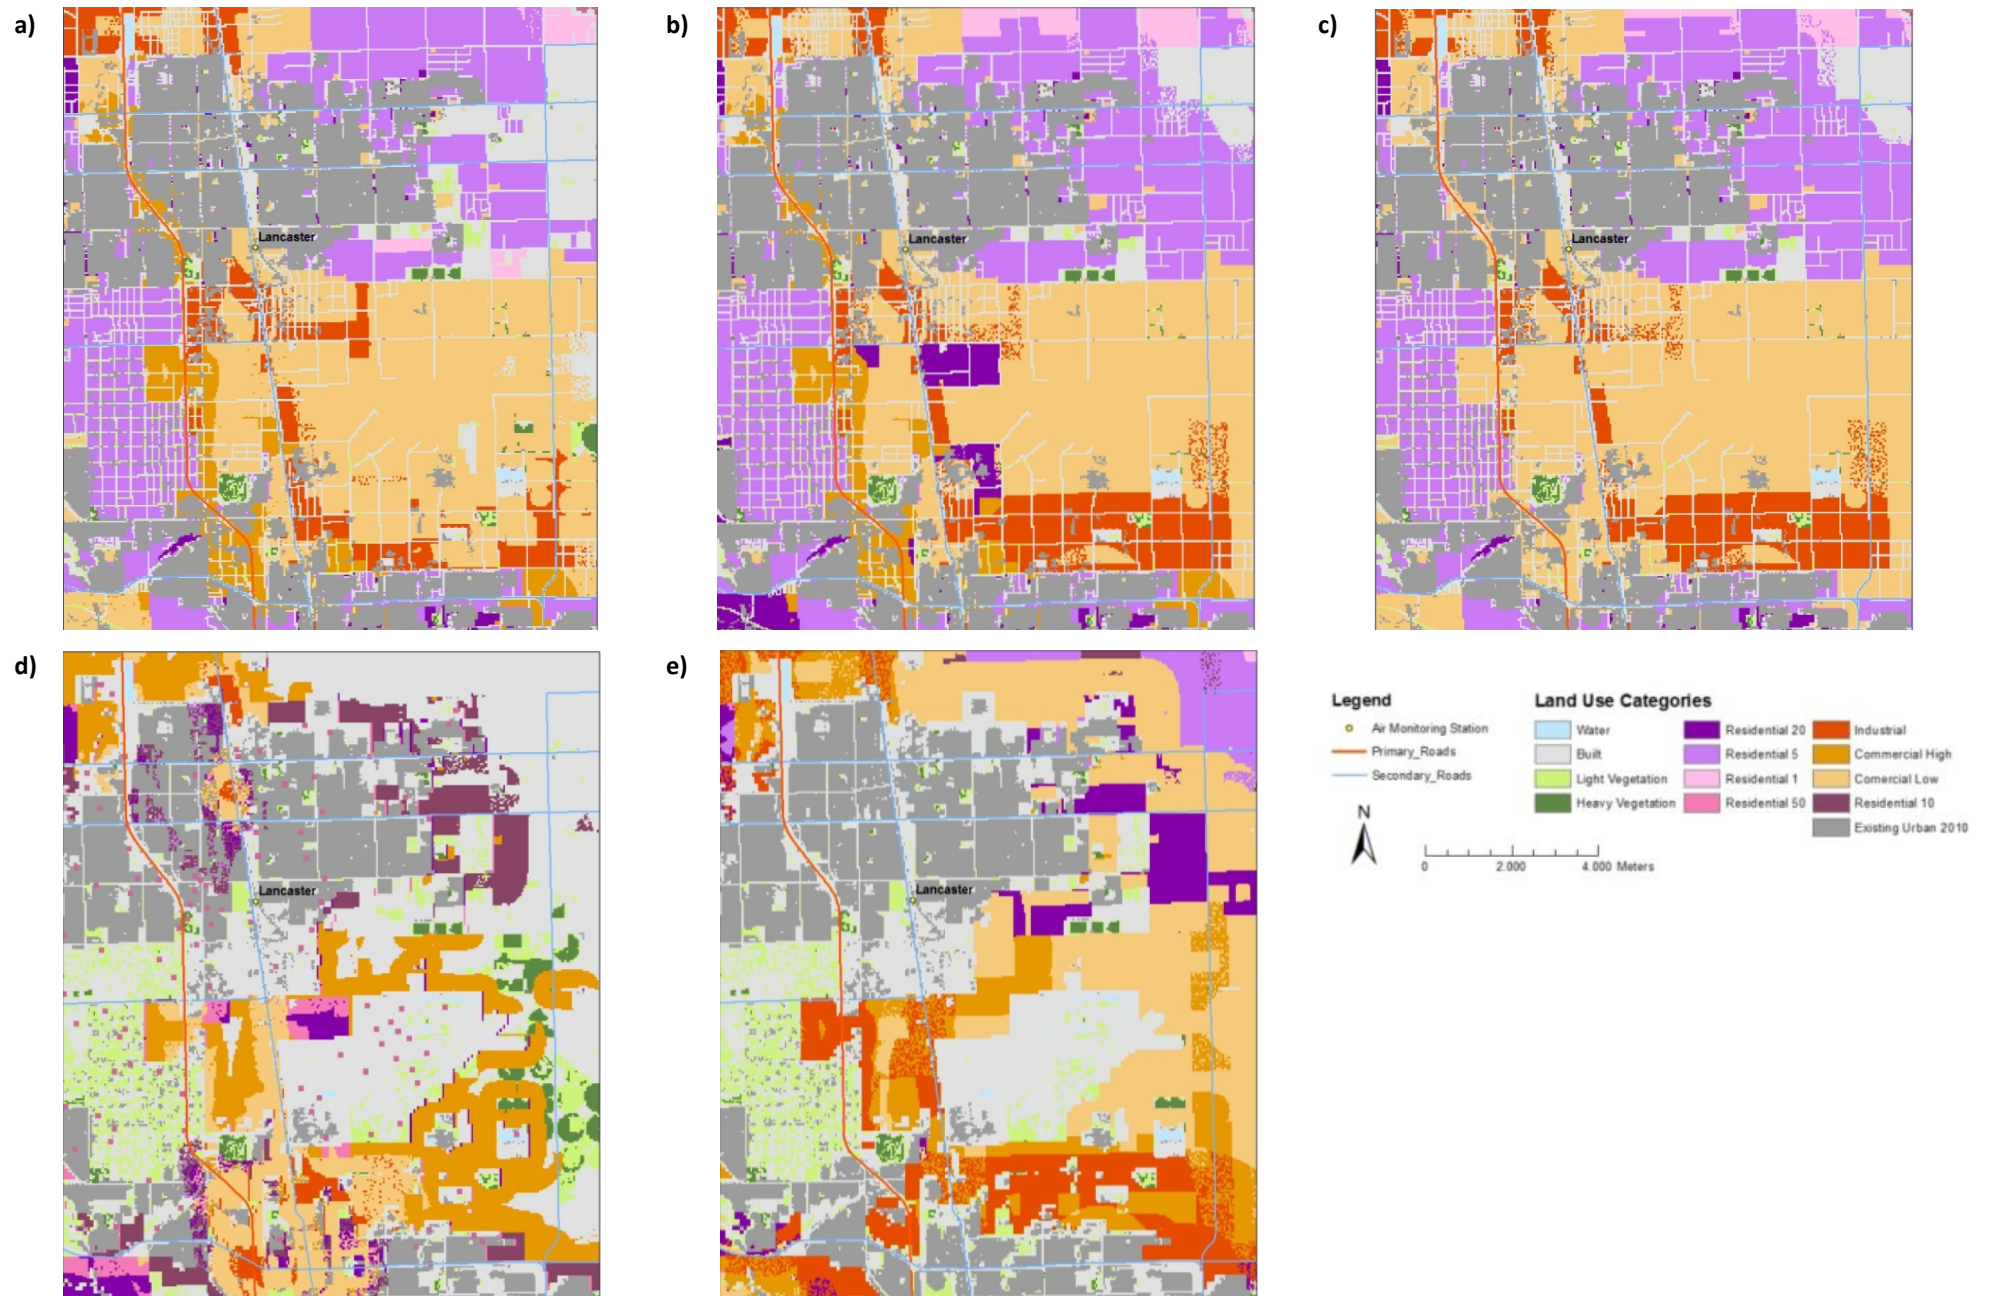 a)
b)
c)
Lancaster
Lancaster
Lancaster
d)
e)
Lancaster
Lancaster
Legend
Air Monitoring Station
Primary_Roads
Secondary_Roads
N
0 2.000 4.000 Meters
Land Use Categories
Water
Built
Light Vegetation
Heavy Vegetation
Residential 20
Residential 5
Residential 1
Residential 50
Industrial
Commercial High
Comercial Low
Residential 10
Existing Urban 2010